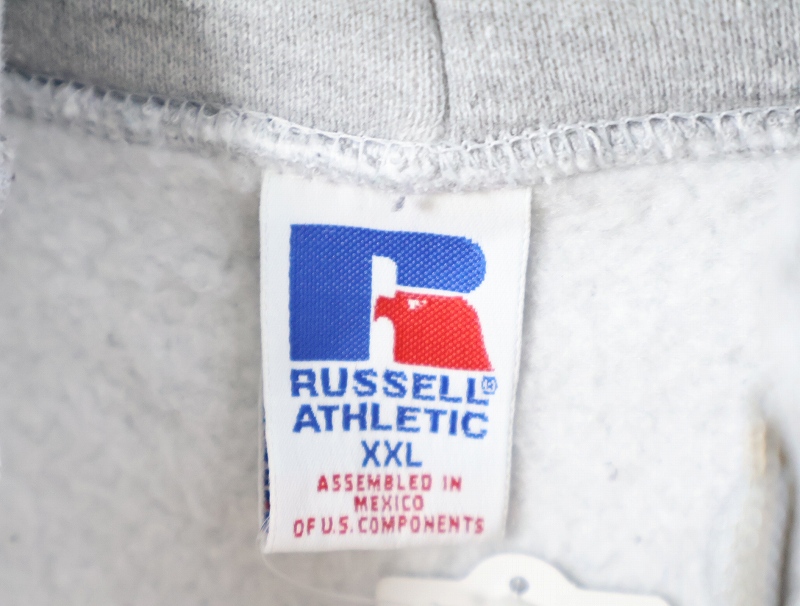 RUSSELL®
ATHLETIC
XXL
ASSEMBLED IN
MEXICO
OF U.S. COMPONENTS